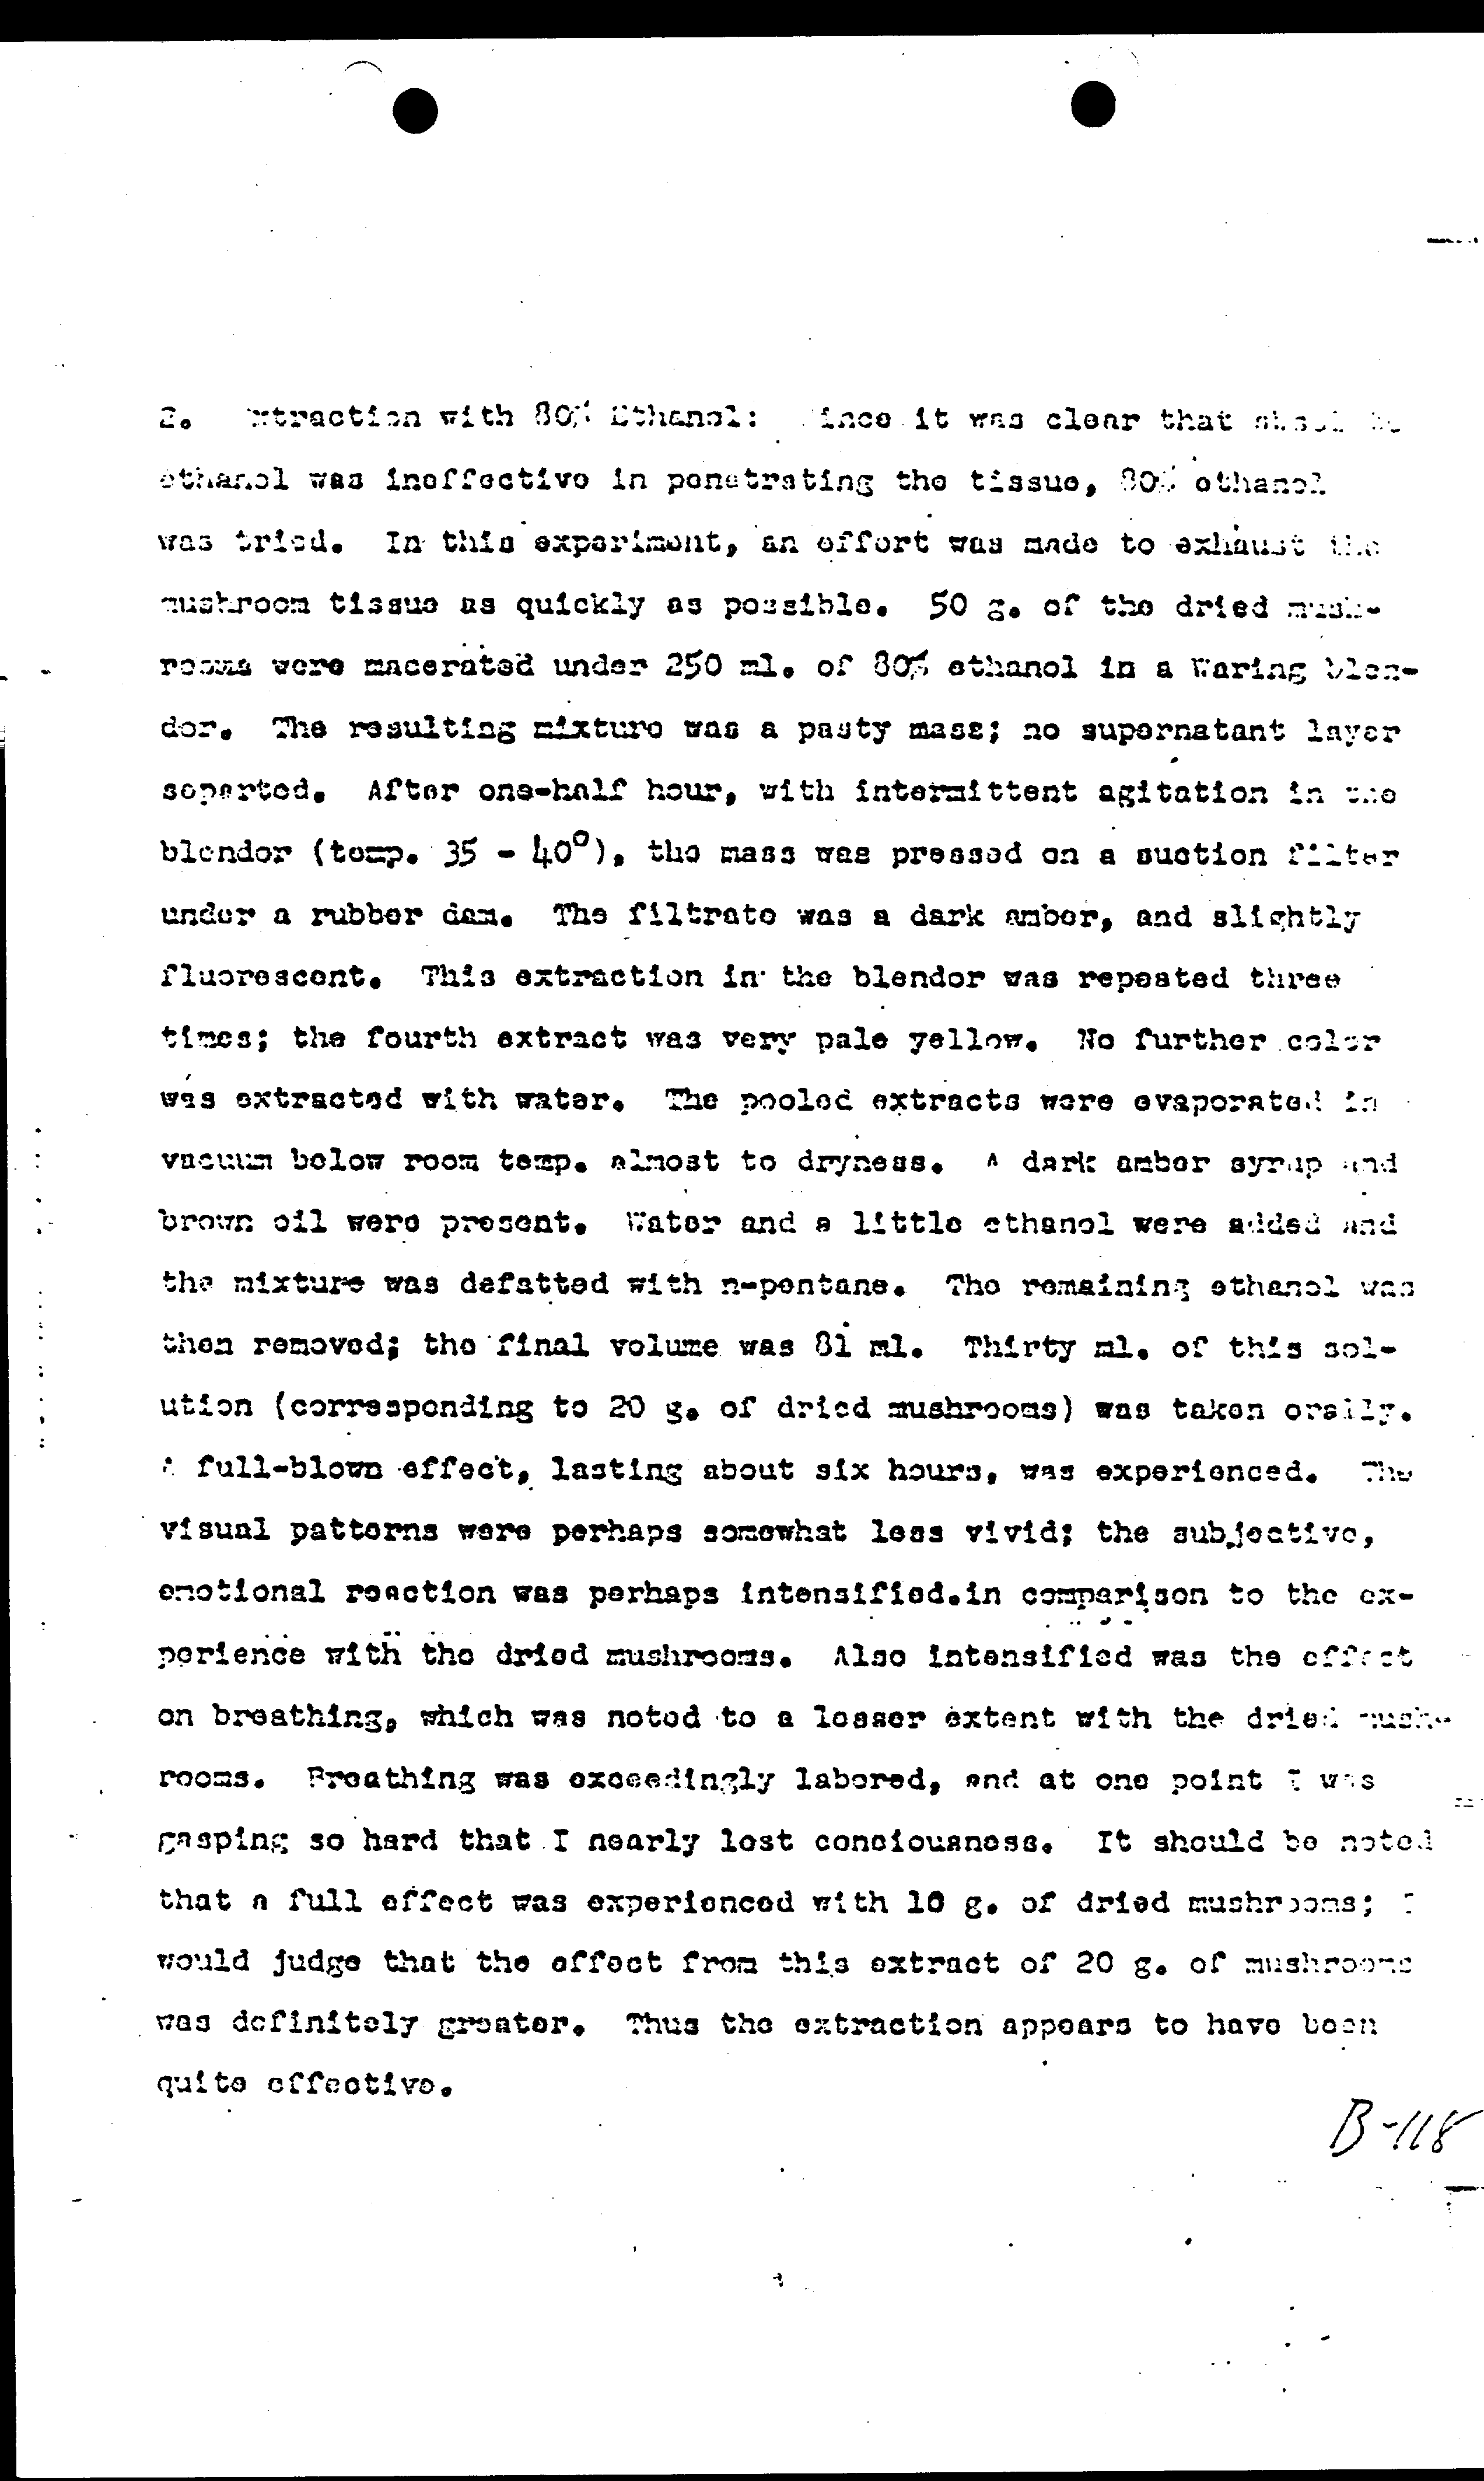 2. Extraction with 80% Ethanol: Since it was clear that absolute
ethanol was ineffective in penetrating the tissue, 80% ethanol
was tried. In this experiment, an effort was made to exhaust the
mushroom tissue as quickly as possible. 50 g. of the dried mush-
rooms were macerated under 250 ml. of 80% ethanol in a Waring blen-
dor. The resulting mixture was a pasty mass; no supernatant layer
seperted. After one-half hour, with intermittent agitation in the
blendor (temp. 35 - 40°), the mass was pressed on a suction filter
under a rubber dam. The filtrate was a dark amber, and slightly
fluorescent. This extraction in the blendor was repeated three
times; the fourth extract was very pale yellow. No further color
was extracted with water. The pooled extracts were evaporated in
vacuum below room temp. almost to dryness. A dark amber syrup and
brown oil were present. Water and a little ethanol were added and
the mixture was defatted with n-pentane. The remaining ethanol was
then removed; the final volume was 81 ml. Thirty ml. of this sol-
ution (corresponding to 20 g. of dried mushrooms) was taken orally.
A full-blown effect, lasting about six hours, was experienced. The
visual patterns were perhaps somewhat less vivid; the subjective,
emotional reaction was perhaps intensified.in comparison to the ex-
perience with the dried mushrooms. Also intensified was the effect
on breathing, which was noted to a lesser extent with the dried mush-
rooms. Breathing was exceedingly labored, and at one point I was
gasping so hard that I nearly lost conciousness. It should be noted
that a full effect was experienced with 10 g. of dried mushrooms; I
would judge that the effect from this extract of 20 g. of mushrooms
was definitely greater. Thus the extraction appears to have been
quite effective.
B-118